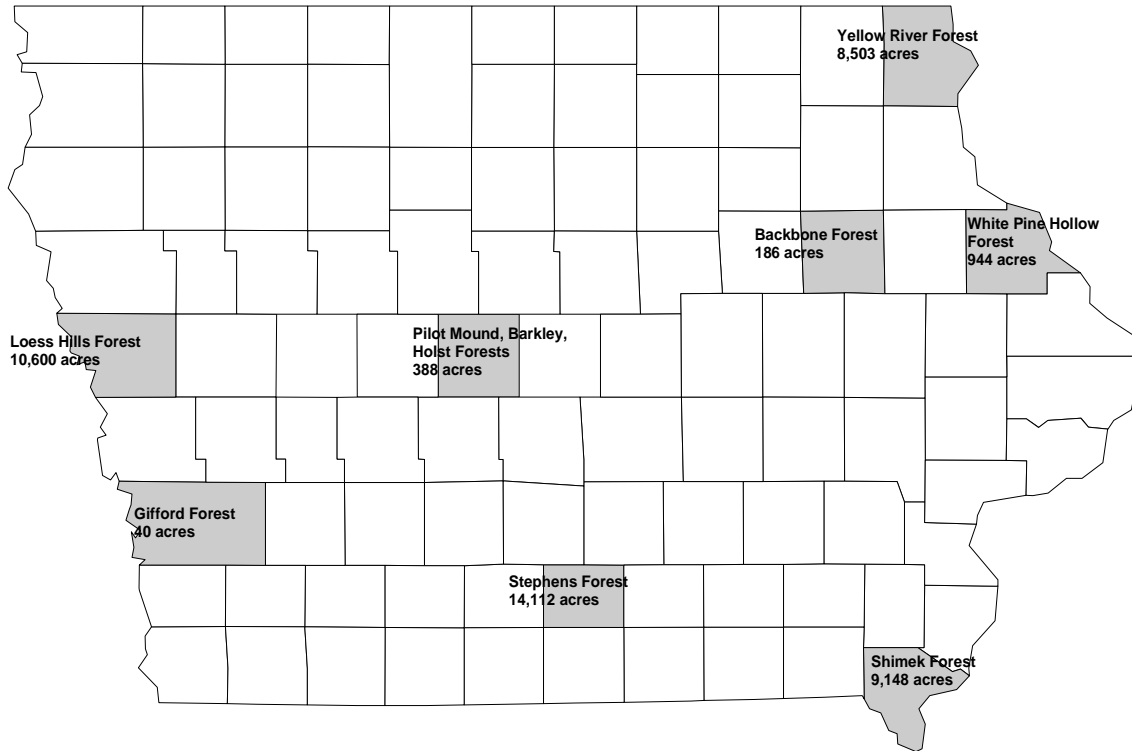 Yellow River Forest
8,503 acres
White Pine Hollow
Forest
944 acres
Backbone Forest
186 acres
Loess Hills Forest
10,600 acres
Pilot Mound, Barkley,
Holst Forests
388 acres
Gifford Forest
40 acres
Stephens Forest
14,112 acres
Shimek Forest
9,148 acres